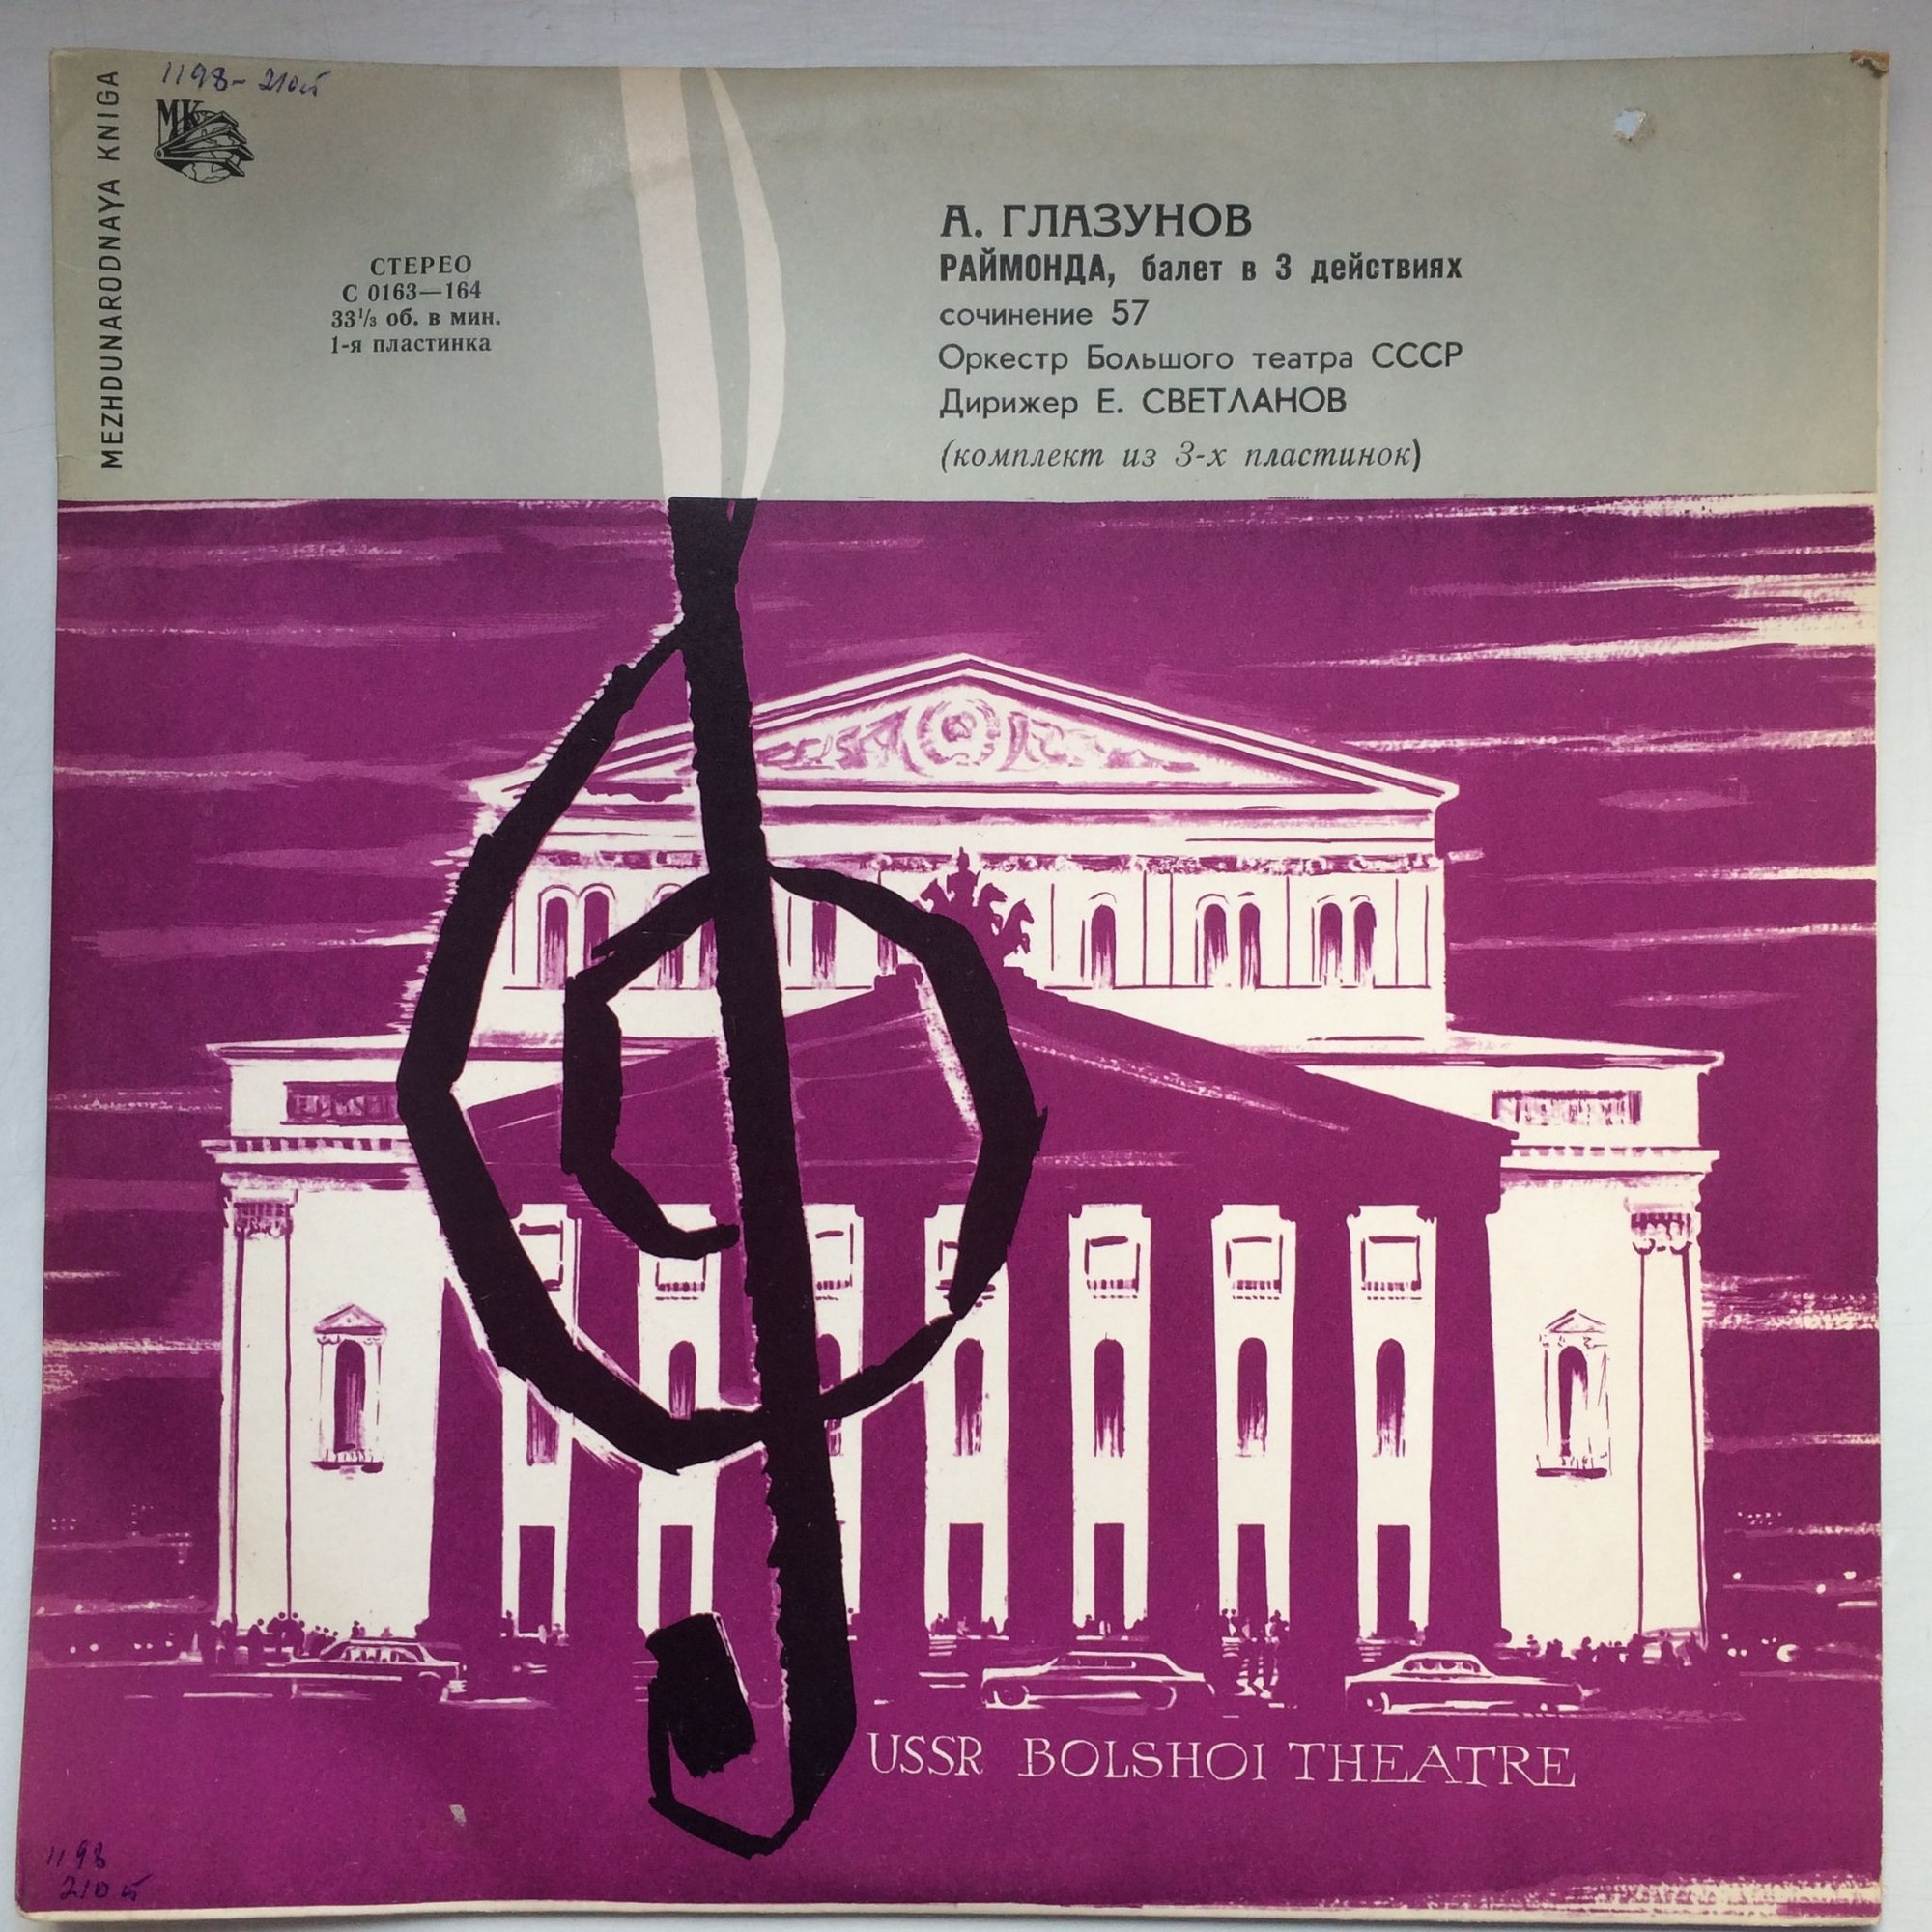 1198-210
MEZHDUNARODNAYA KNIGA
МК
СТЕРЕО
С 0163—164
33⅓ об. в мин.
1-я пластинка
А. ГЛАЗУНОВ
РАЙМОНДА, балет в 3 действиях
сочинение 57
Оркестр Большого театра СССР
Дирижер Е. СВЕТЛАНОВ
(комплект из 3-х пластинок)
USSR BOLSHOI THEATRE
1198
210